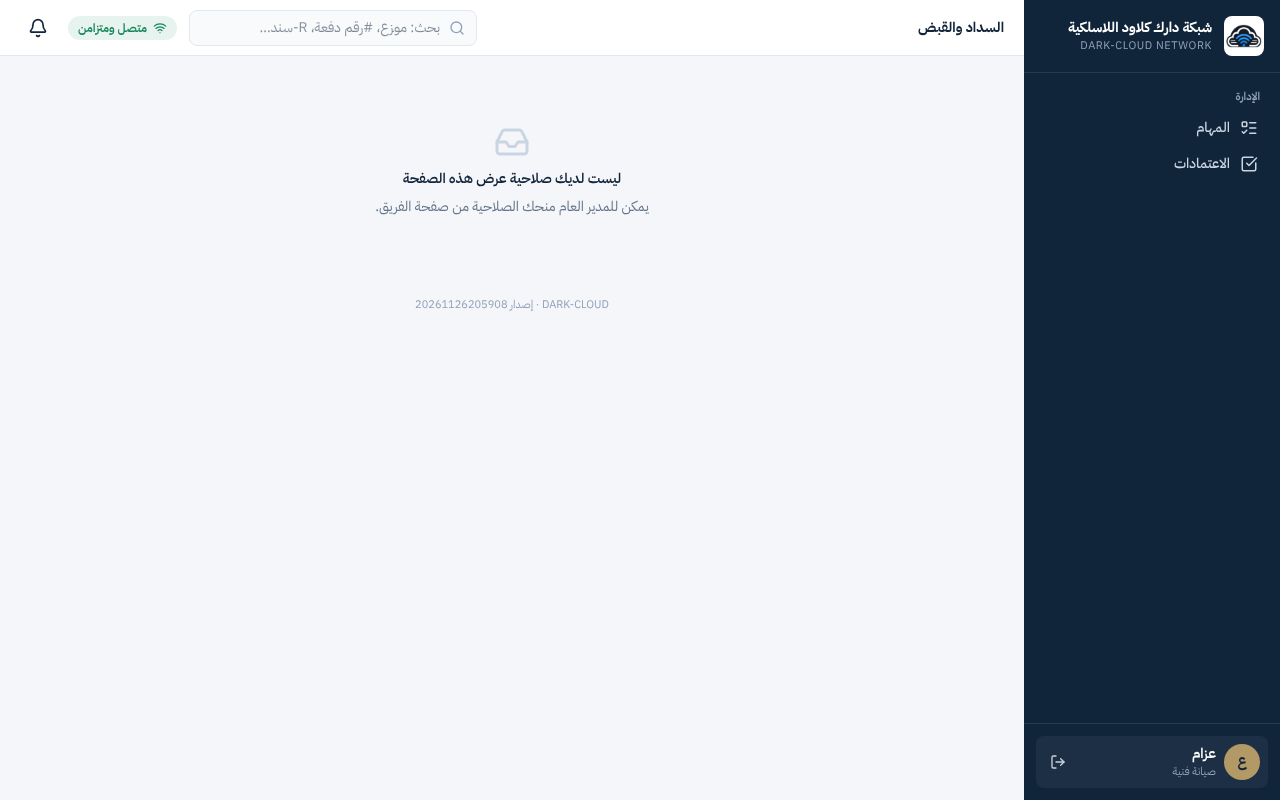 شبكة دارك كلاود اللاسلكية
DARK-CLOUD NETWORK
الإدارة
المهام
الاعتمادات
السداد والقبض
بحث: موزع، #رقم دفعة، R-سند...
متصل ومتزامن
ليست لديك صلاحية عرض هذه الصفحة
يمكن للمدير العام منحك الصلاحية من صفحة الفريق.
DARK-CLOUD · إصدار 20261126205908
ع
عزام
صيانة فنية